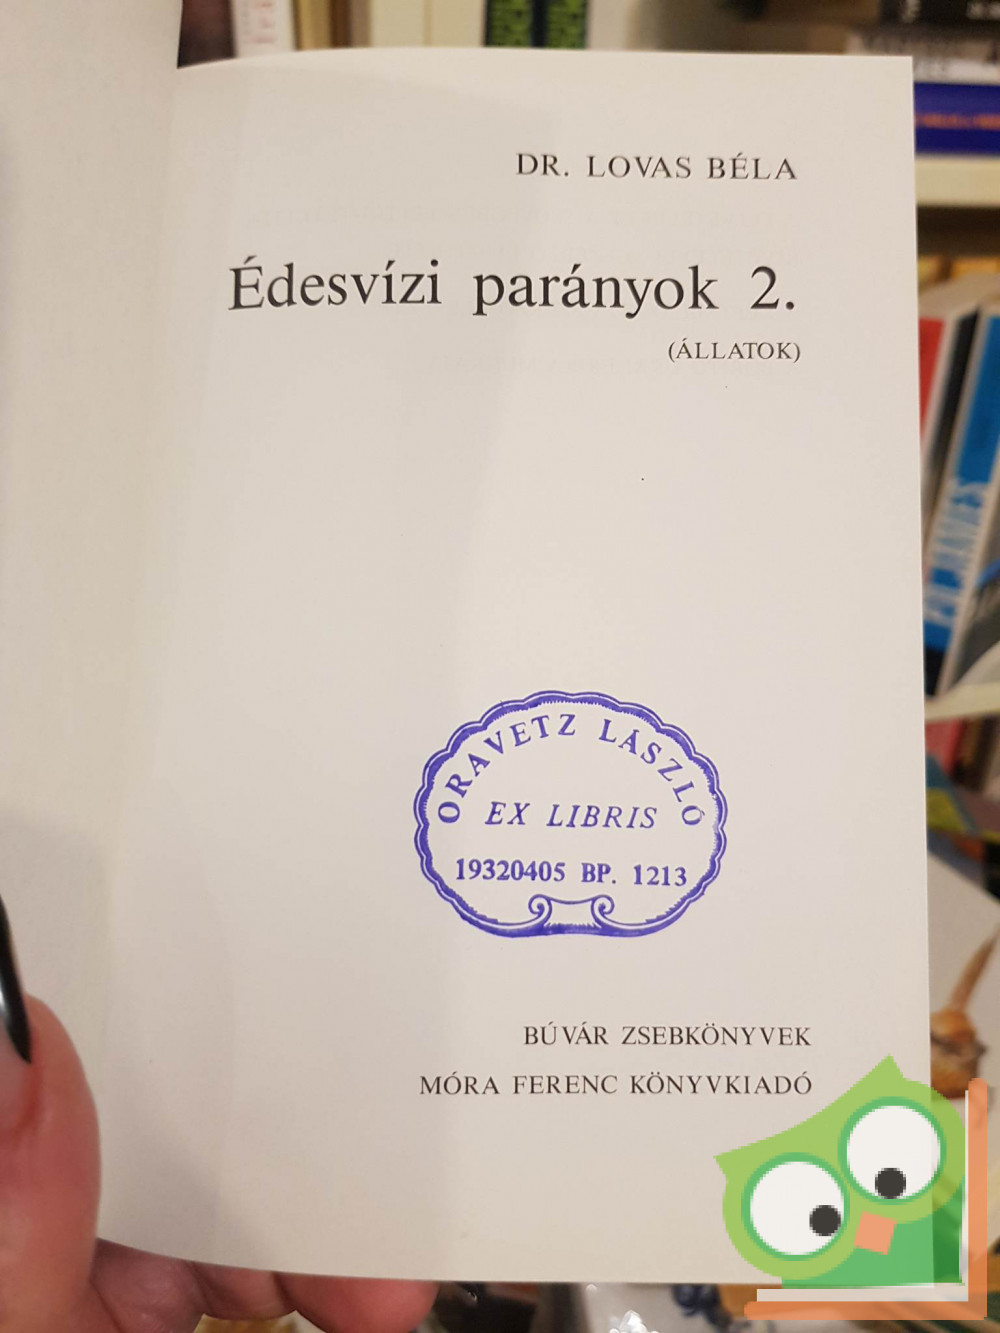 DR. LOVAS BÉLA
Édesvízi parányok 2.
(ÁLLATOK)
ORAVETZ LÁSZLÓ
EX LIBRIS
19320405 BP. 1213
BÚVÁR ZSEBKÖNYVEK
MÓRA FERENC KÖNYVKIADÓ